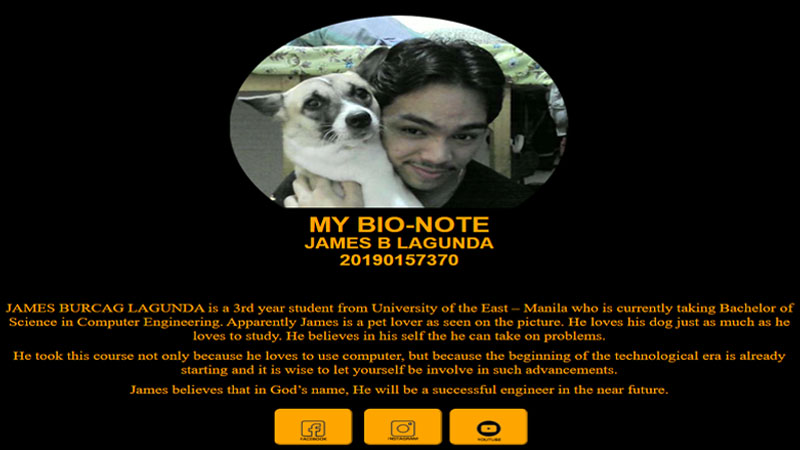 MY BIO-NOTE
JAMES B LAGUNDA
20190157370
JAMES BURCAG LAGUNDA is a 3rd year student from University of the East – Manila who is currently taking Bachelor of
Science in Computer Engineering. Apparently James is a pet lover as seen on the picture. He loves his dog just as much as he
loves to study. He believes in his self the he can take on problems.
He took this course not only because he loves to use computer, but because the beginning of the technological era is already
starting and it is wise to let yourself be involve in such advancements.
James believes that in God's name, He will be a successful engineer in the near future.
FACEBOOK
INSTAGRAM
YOUTUBE